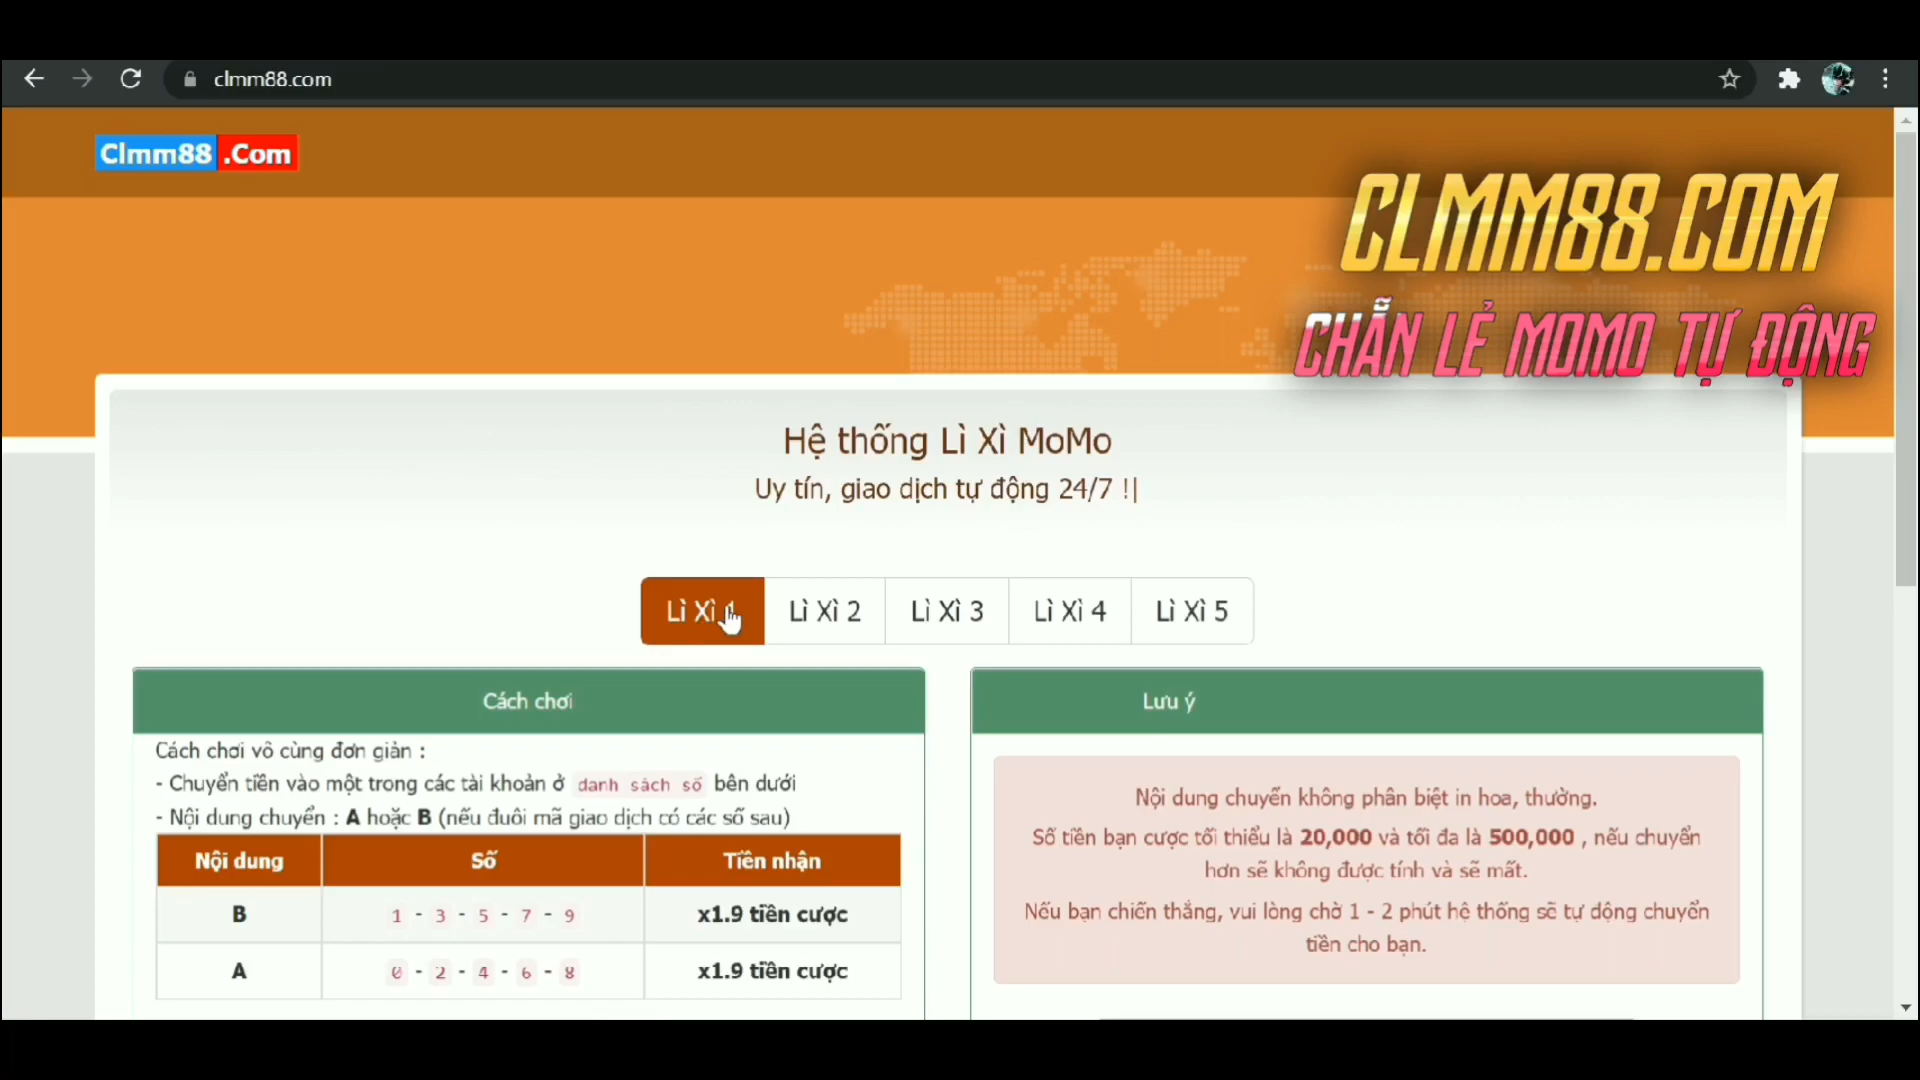 clmm88.com
Clmm88 .Com
CLMM88.COM
CHẴN LẺ MOMO TỰ ĐỘNG
Hệ thống Lì Xì MoMo
Uy tín, giao dịch tự động 24/7 !|
Lì Xì 1 Lì Xì 2 Lì Xì 3 Lì Xì 4 Lì Xì 5
Cách chơi
Cách chơi vô cùng đơn giản :
- Chuyển tiền vào một trong các tài khoản ở danh sách số bên dưới
- Nội dung chuyển : A hoặc B (nếu đuôi mã giao dịch có các số sau)
Nội dung Số Tiền nhận
B 1 - 3 - 5 - 7 - 9 x1.9 tiền cược
A 0 - 2 - 4 - 6 - 8 x1.9 tiền cược
Lưu ý
Nội dung chuyển không phân biệt in hoa, thường.
Số tiền bạn cược tối thiểu là 20,000 và tối đa là 500,000 , nếu chuyển
hơn sẽ không được tính và sẽ mất.
Nếu bạn chiến thắng, vui lòng chờ 1 - 2 phút hệ thống sẽ tự động chuyển
tiền cho bạn.